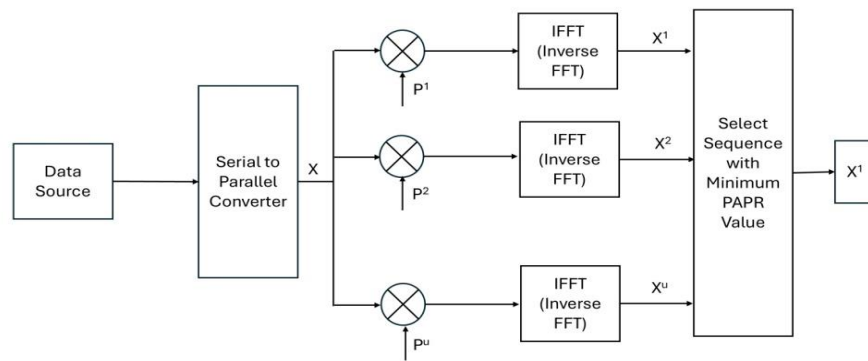 Data
Source
Serial to
Parallel
Converter
X
P¹
IFFT
(Inverse
FFT)
X¹
P²
IFFT
(Inverse
FFT)
X²
Pᵘ
IFFT
(Inverse
FFT)
Xᵘ
Select
Sequence
with
Minimum
PAPR
Value
X¹